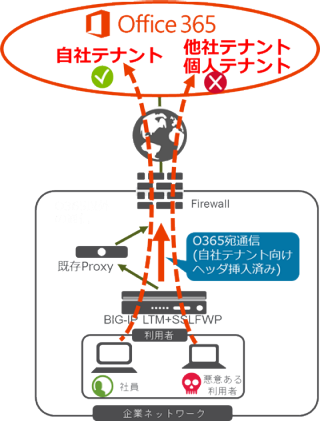 Office 365
自社テナント
他社テナント
個人テナント
Firewall
O365宛通信
(自社テナント向け
ヘッダ挿入済み)
既存Proxy
BIG-IP LTM+SSLFWP
利用者
社員
悪意ある
利用者
企業ネットワーク